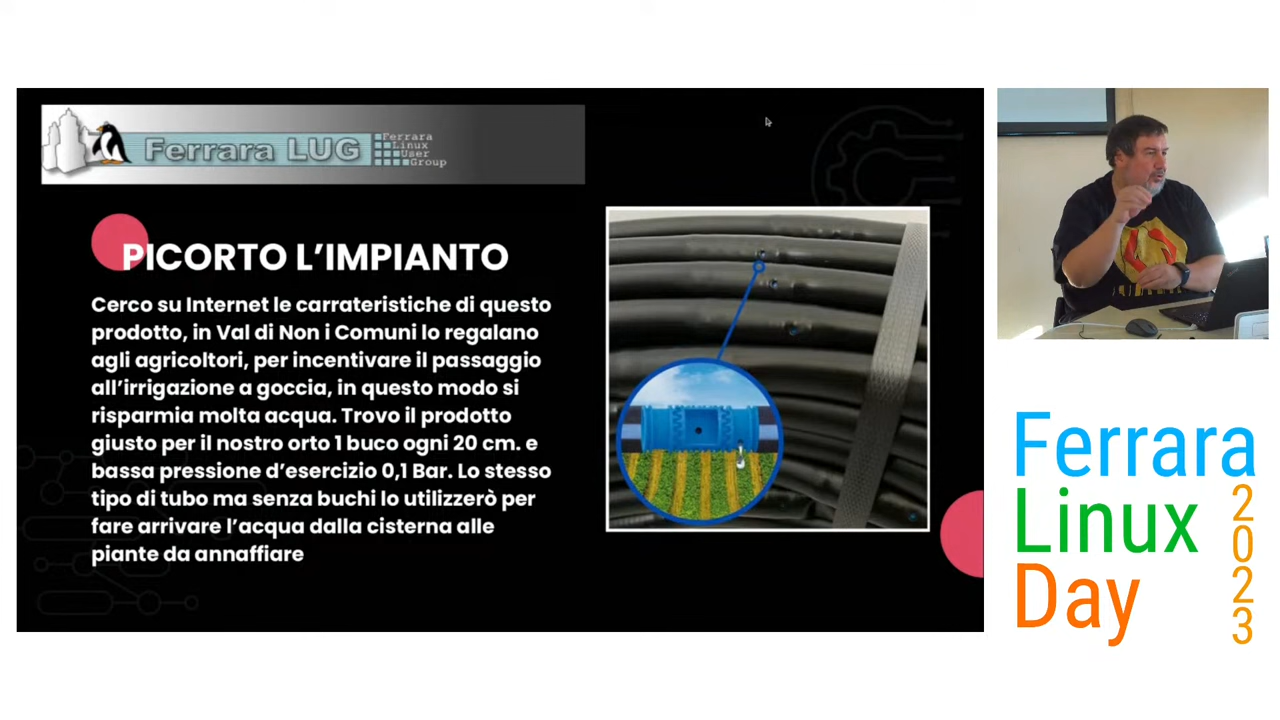 Ferrara LUG
Ferrara
Linux
User
Group
PICORTO L’IMPIANTO
Cerco su Internet le carrateristiche di questo
prodotto, in Val di Non i Comuni lo regalano
agli agricoltori, per incentivare il passaggio
all’irrigazione a goccia, in questo modo si
risparmia molta acqua. Trovo il prodotto
giusto per il nostro orto 1 buco ogni 20 cm. e
bassa pressione d’esercizio 0,1 Bar. Lo stesso
tipo di tubo ma senza buchi lo utilizzerò per
fare arrivare l’acqua dalla cisterna alle
piante da annaffiare
Ferrara
Linux
Day
2023